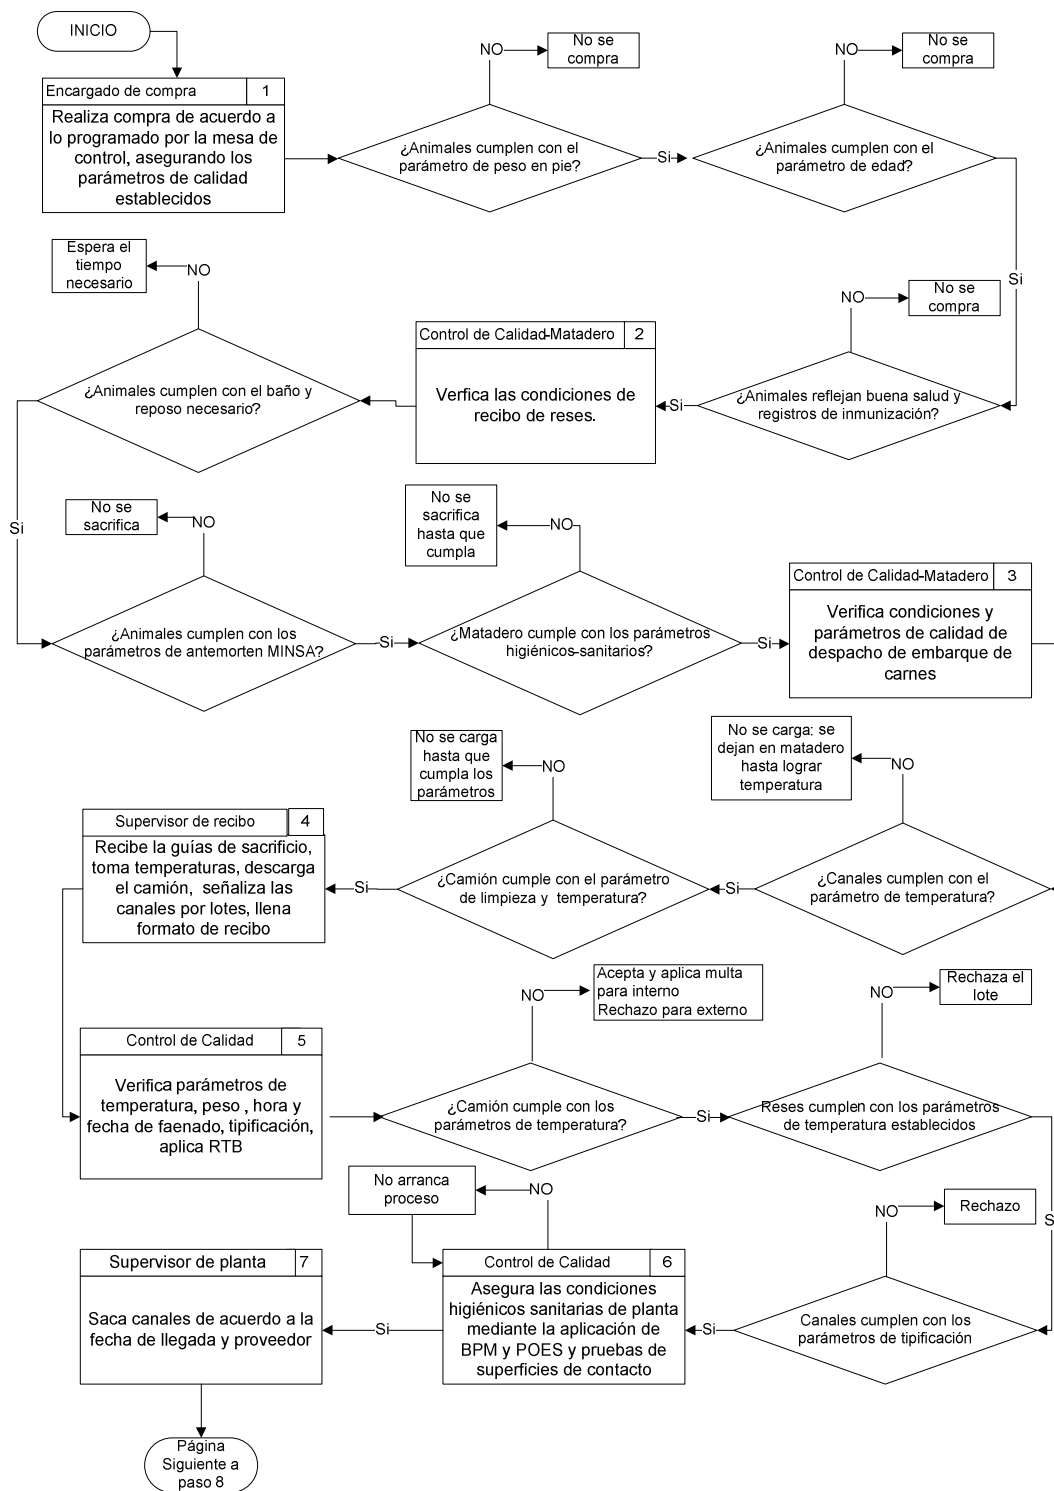 INICIO
Encargado de compra
1
Realiza compra de acuerdo a
lo programado por la mesa de
control, asegurando los
parámetros de calidad
establecidos
¿Animales cumplen con el
parámetro de peso en pie?
NO
No se
compra
Si
¿Animales cumplen con el
parámetro de edad?
NO
No se
compra
Si
¿Animales reflejan buena salud y
registros de inmunización?
NO
No se
compra
Si
Control de Calidad-Matadero
2
Verfica las condiciones de
recibo de reses.
¿Animales cumplen con el baño y
reposo necesario?
NO
Espera el
tiempo
necesario
Si
¿Animales cumplen con los
parámetros de antemorten MINSA?
NO
No se
sacrifica
Si
¿Matadero cumple con los parámetros
higiénicos-sanitarios?
NO
No se
sacrifica
hasta que
cumpla
Si
Control de Calidad-Matadero
3
Verifica condiciones y
parámetros de calidad de
despacho de embarque de
carnes
¿Canales cumplen con el
parámetro de temperatura?
NO
No se carga: se
dejan en matadero
hasta lograr
temperatura
Si
¿Camión cumple con el parámetro
de limpieza y temperatura?
NO
No se carga
hasta que
cumpla los
parámetros
Si
Supervisor de recibo
4
Recibe la guías de sacrificio,
toma temperaturas, descarga
el camión, señaliza las
canales por lotes, llena
formato de recibo
Control de Calidad
5
Verifica parámetros de
temperatura, peso , hora y
fecha de faenado, tipificación,
aplica RTB
¿Camión cumple con los
parámetros de temperatura?
NO
Acepta y aplica multa
para interno
Rechazo para externo
Si
Reses cumplen con los parámetros
de temperatura establecidos
NO
Rechaza el
lote
S
Canales cumplen con los
parámetros de tipificación
NO
Rechazo
Si
Control de Calidad
6
Asegura las condiciones
higiénicos sanitarias de planta
mediante la aplicación de
BPM y POES y pruebas de
superficies de contacto
NO
No arranca
proceso
Si
Supervisor de planta
7
Saca canales de acuerdo a la
fecha de llegada y proveedor
Página
Siguiente a
paso 8